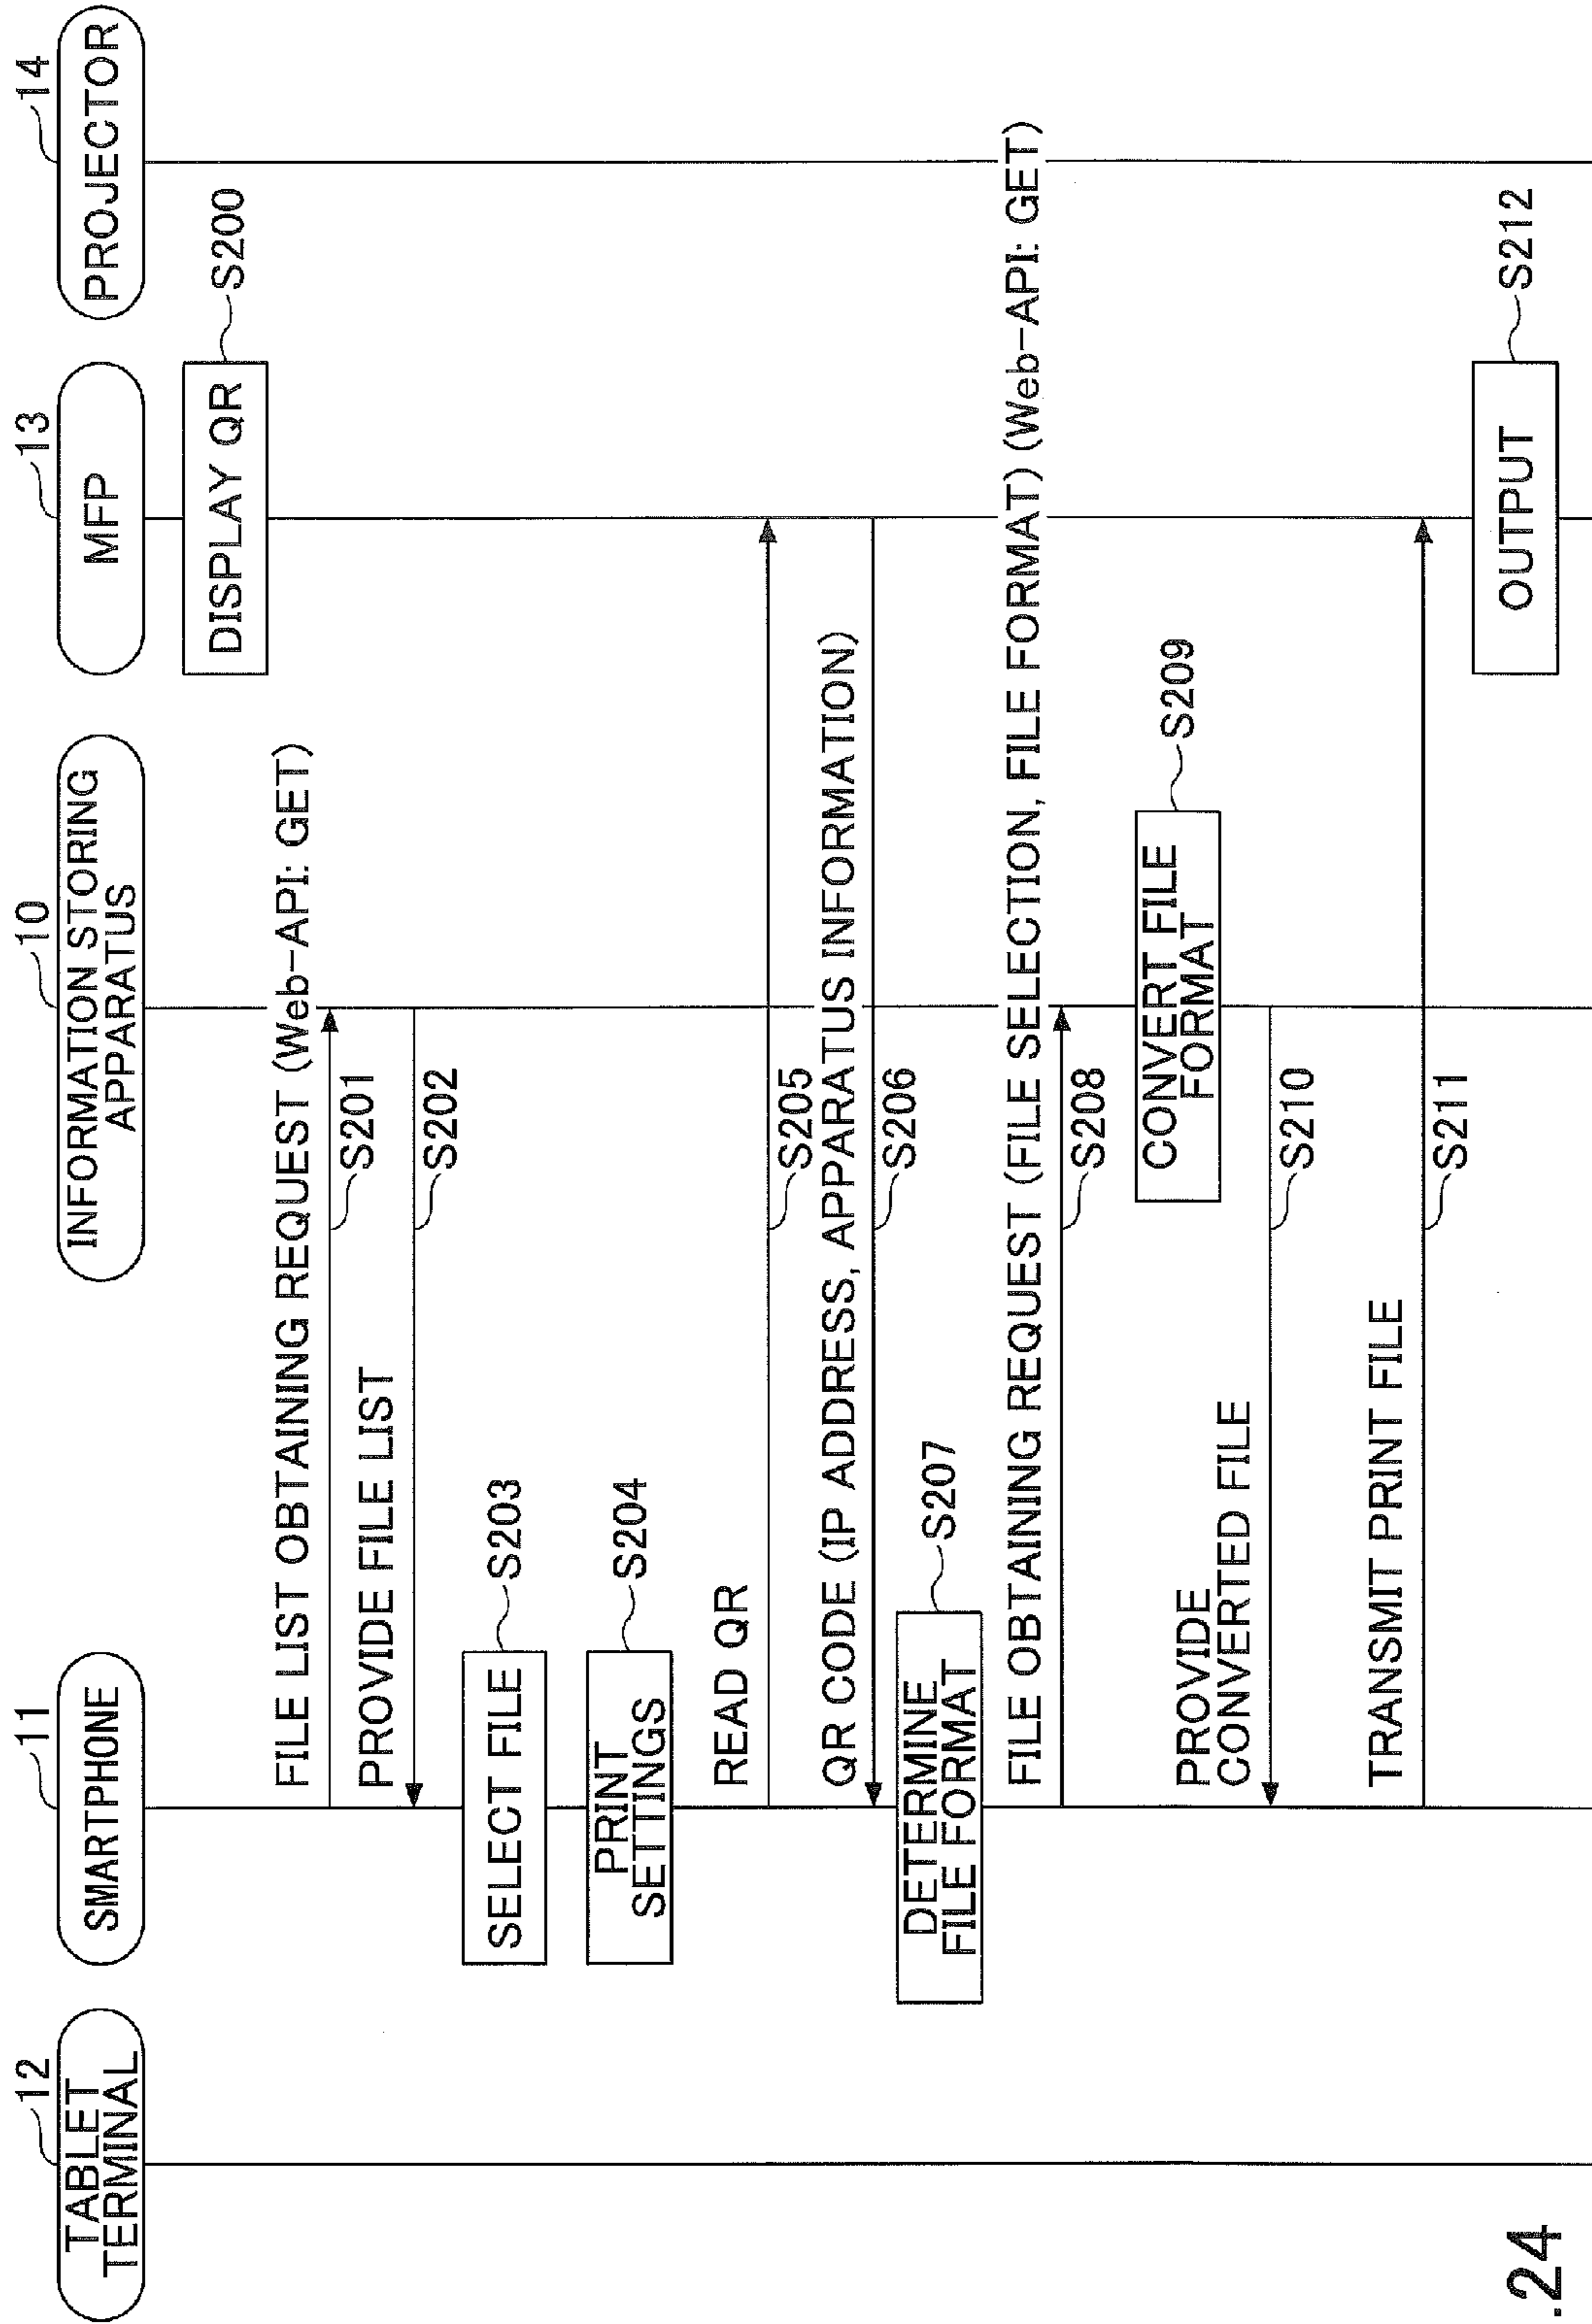 12
TABLET
TERMINAL
11
SMARTPHONE
10
INFORMATION STORING
APPARATUS
13
MFP
14
PROJECTOR
DISPLAY QR
S200
FILE LIST OBTAINING REQUEST (Web-API: GET)
S201
PROVIDE FILE LIST
S202
SELECT FILE
S203
PRINT
SETTINGS
S204
READ QR
S205
QR CODE (IP ADDRESS, APPARATUS INFORMATION)
S206
DETERMINE
FILE FORMAT
S207
FILE OBTAINING REQUEST (FILE SELECTION, FILE FORMAT) (Web-API: GET)
S208
CONVERT FILE
FORMAT
S209
PROVIDE
CONVERTED FILE
S210
TRANSMIT PRINT FILE
S211
OUTPUT
S212
.24